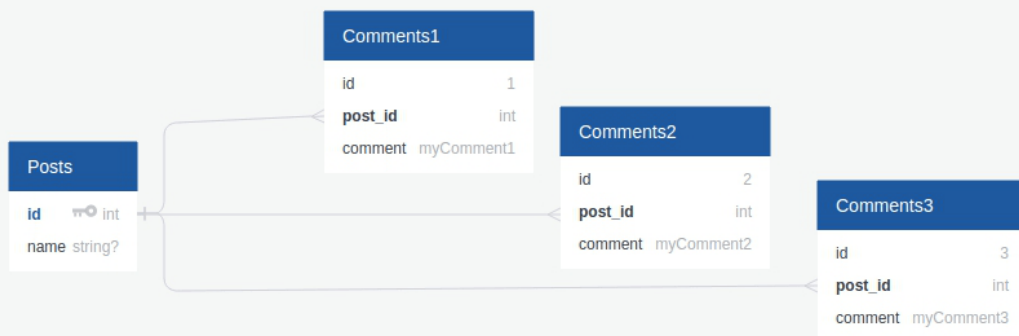 Posts
id int
name string?
Comments1
id 1
post_id int
comment myComment1
Comments2
id 2
post_id int
comment myComment2
Comments3
id 3
post_id int
comment myComment3